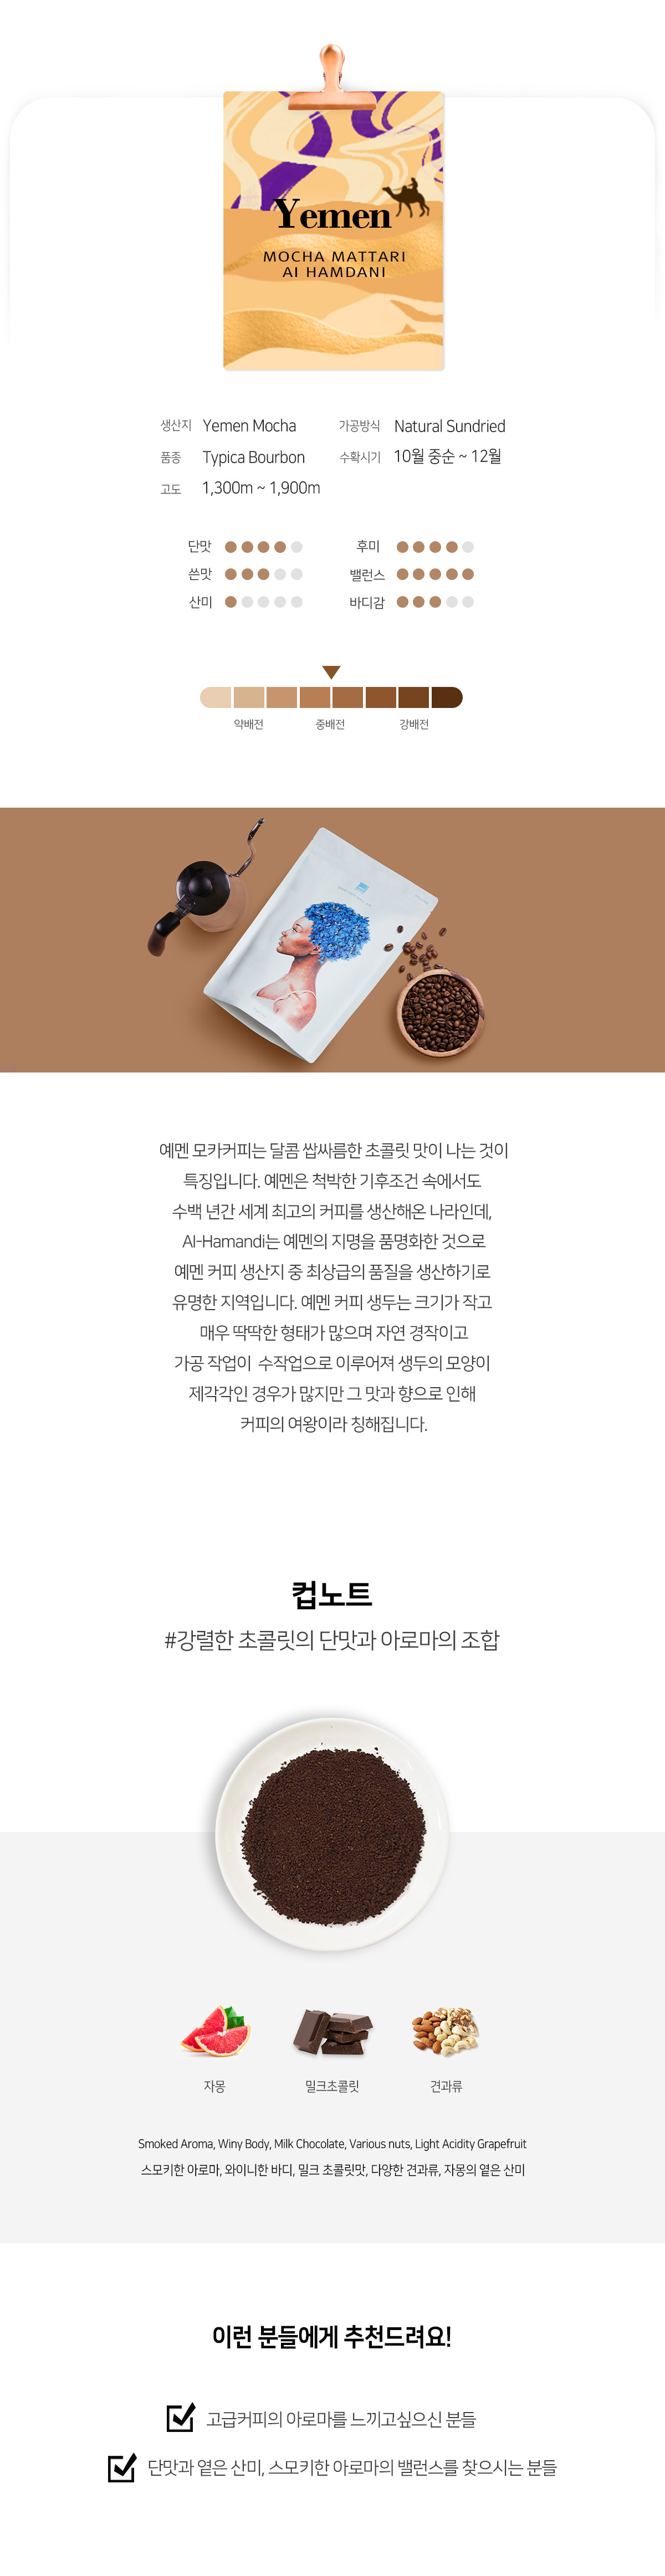 Yemen
MOCHA MATTARI
AI HAMDANI
생산지 Yemen Mocha 가공방식 Natural Sundried
품종 Typica Bourbon 수확시기 10월 중순 ~ 12월
고도 1,300m ~ 1,900m
단맛 후미
쓴맛 밸런스
산미 바디감
약배전 중배전 강배전
예멘 모카커피는 달콤 쌉싸름한 초콜릿 맛이 나는 것이
특징입니다. 예멘은 척박한 기후조건 속에서도
수백 년간 세계 최고의 커피를 생산해온 나라인데,
AI-Hamandi는 예멘의 지명을 품명화한 것으로
예멘 커피 생산지 중 최상급의 품질을 생산하기로
유명한 지역입니다. 예멘 커피 생두는 크기가 작고
매우 딱딱한 형태가 많으며 자연 경작이고
가공 작업이 수작업으로 이루어져 생두의 모양이
제각각인 경우가 많지만 그 맛과 향으로 인해
커피의 여왕이라 칭해집니다.
컵노트
#강렬한 초콜릿의 단맛과 아로마의 조합
자몽 밀크초콜릿 견과류
Smoked Aroma, Winy Body, Milk Chocolate, Various nuts, Light Acidity Grapefruit
스모키한 아로마, 와이니한 바디, 밀크 초콜릿맛, 다양한 견과류, 자몽의 옅은 산미
이런 분들에게 추천드려요!
고급커피의 아로마를 느끼고싶으신 분들
단맛과 옅은 산미, 스모키한 아로마의 밸런스를 찾으시는 분들